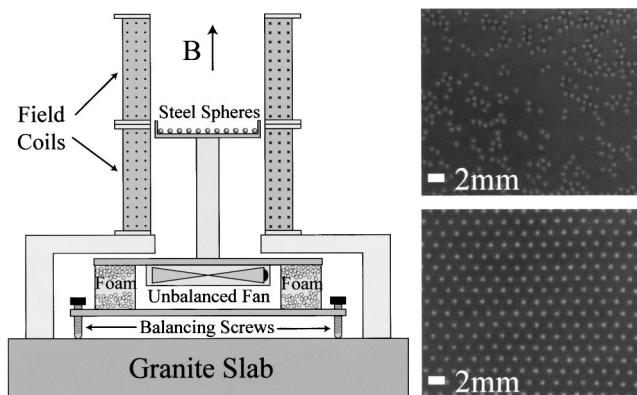 B
Steel Spheres
Field
Coils
Foam
Foam
Unbalanced Fan
Balancing Screws
Granite Slab
2mm
2mm